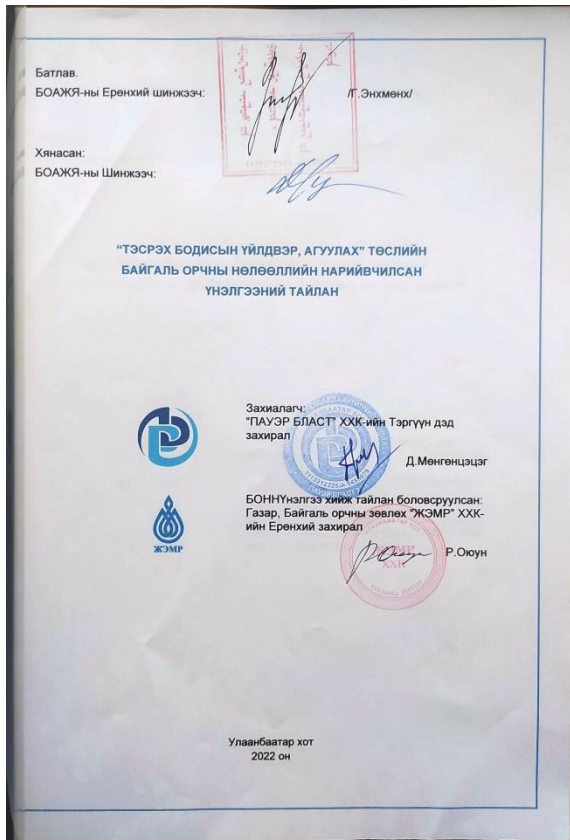 Батлав.
БОАЖЯ-ны Ерөнхий шинжээч:
/Г.Энхмөнх/
Хянасан:
БОАЖЯ-ны Шинжээч:
“ТЭСРЭХ БОДИСЫН ҮЙЛДВЭР, АГУУЛАХ” ТӨСЛИЙН
БАЙГАЛЬ ОРЧНЫ НӨЛӨӨЛЛИЙН НАРИЙВЧИЛСАН
ҮНЭЛГЭЭНИЙ ТАЙЛАН
Захиалагч:
“ПАУЭР БЛАСТ” ХХК-ийн Тэргүүн дэд
захирал
Д.Мөнгөнцэцэг
БОННҮнэлгээ хийж тайлан боловсруулсан:
Газар, Байгаль орчны зөвлөх “ЖЭМР” ХХК-
ийн Ерөнхий захирал
Р.Оюун
ЖЭМР
ЖЭМР
ХХК
Улаанбаатар хот
2022 он